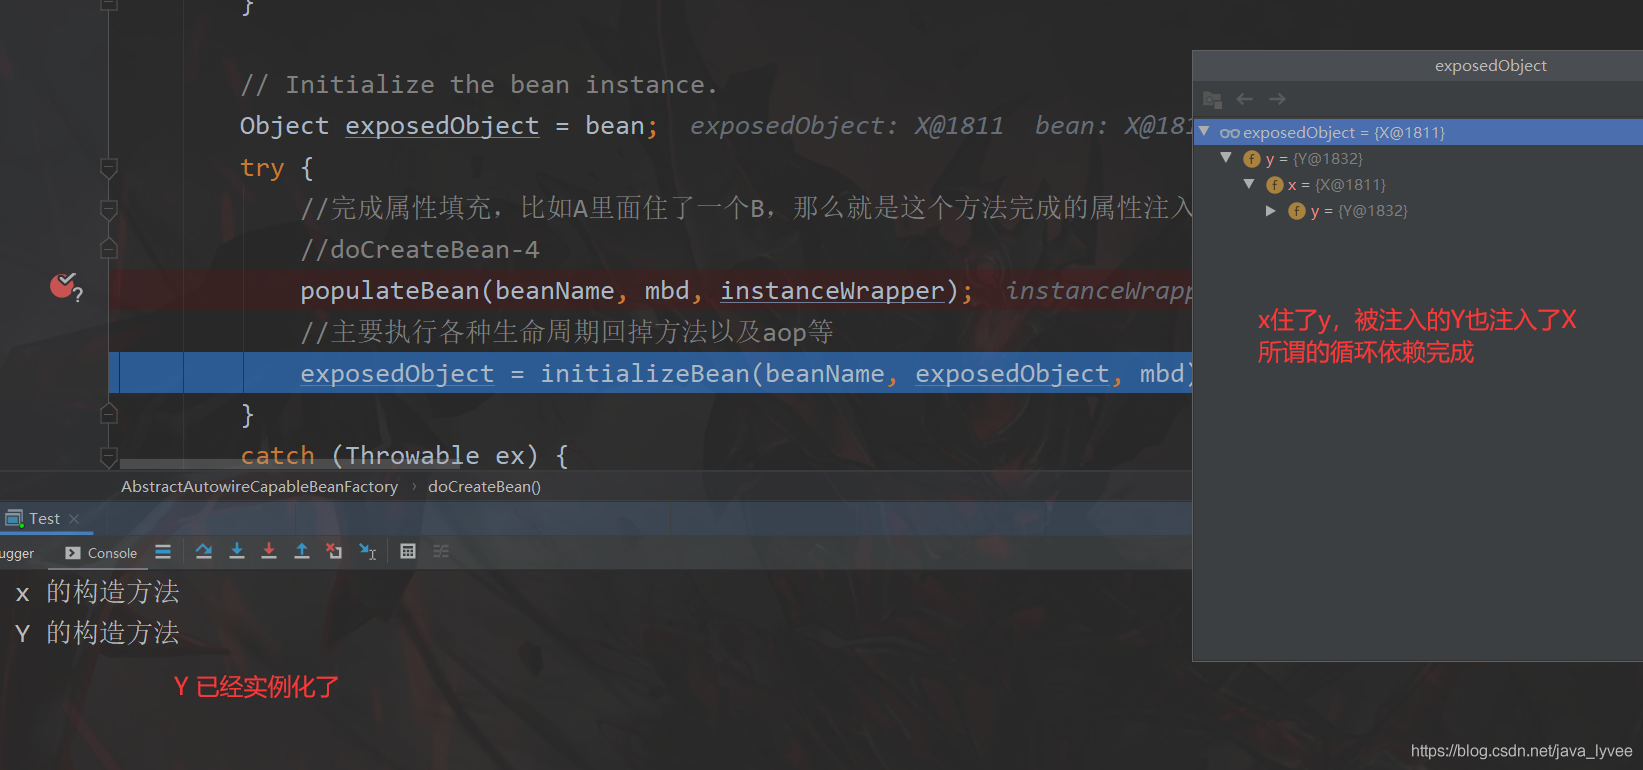 }
// Initialize the bean instance.
Object exposedObject = bean; exposedObject: X@1811 bean: X@181
try {
//完成属性填充，比如A里面住了一个B，那么就是这个方法完成的属性注入
//doCreateBean-4
populateBean(beanName, mbd, instanceWrapper); instanceWrapp
//主要执行各种生命周期回掉方法以及aop等
exposedObject = initializeBean(beanName, exposedObject, mbd)
}
catch (Throwable ex) {
AbstractAutowireCapableBeanFactory › doCreateBean()
exposedObject
exposedObject = {X@1811}
f y = {Y@1832}
f x = {X@1811}
f y = {Y@1832}
x住了y，被注入的Y也注入了X
所谓的循环依赖完成
Test ×
ugger Console
x 的构造方法
Y 的构造方法
Y 已经实例化了
https://blog.csdn.net/java_lyvee